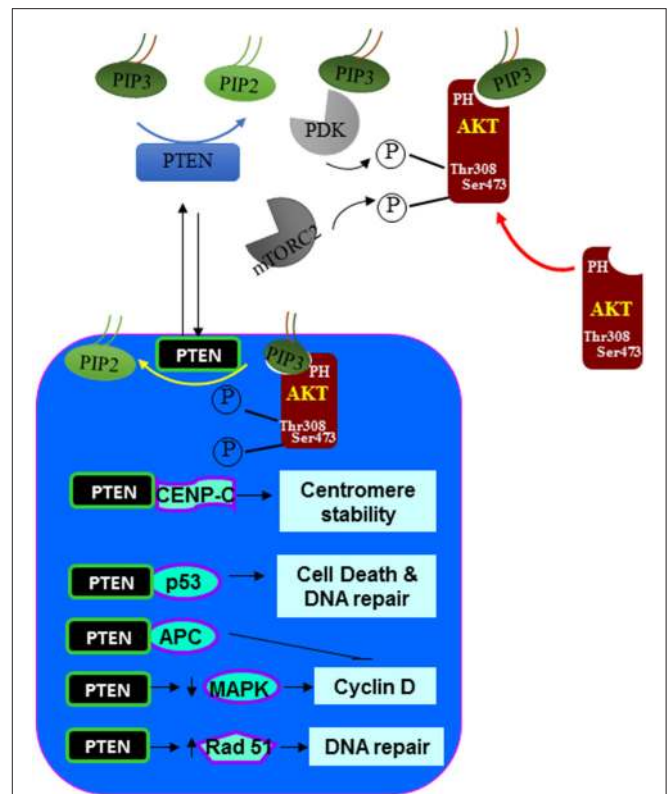 PIP3
PIP2
PIP3
PIP3
PH
PDK
AKT
PTEN
P
Thr308
Ser473
P
mTORC2
PH
AKT
Thr308
Ser473
PIP2
PTEN
PIP3
PH
AKT
P
Thr308
Ser473
P
PTEN
CENP-C
Centromere
stability
PTEN
p53
Cell Death &
DNA repair
PTEN
APC
PTEN
MAPK
Cyclin D
PTEN
Rad 51
DNA repair